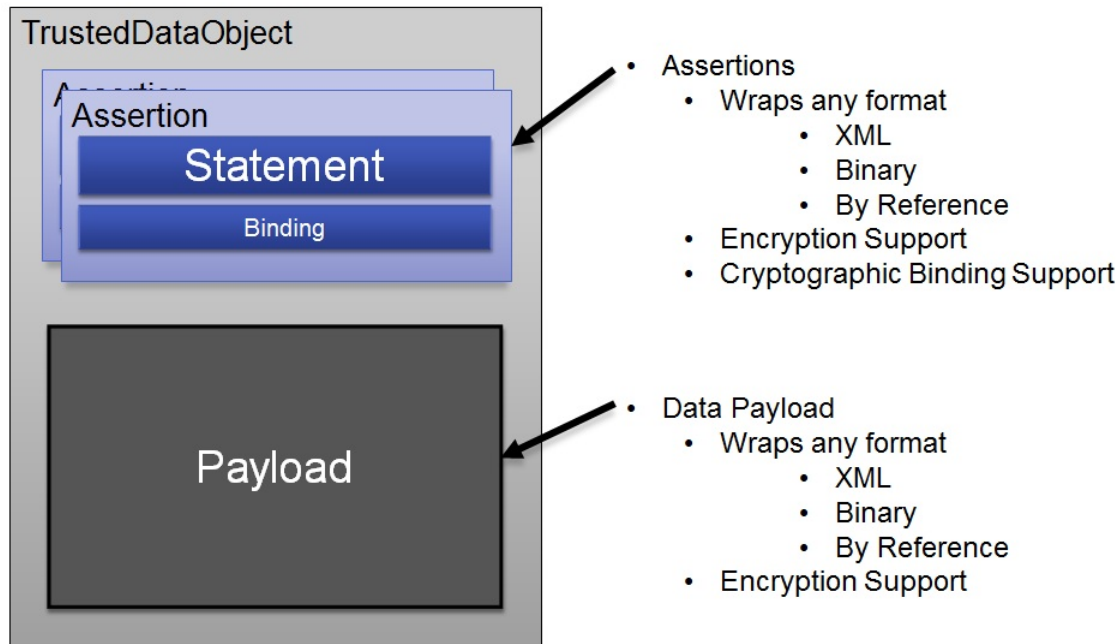 TrustedDataObject
Assertion
Assertion
Statement
Binding
Payload
• Assertions
• Wraps any format
• XML
• Binary
• By Reference
• Encryption Support
• Cryptographic Binding Support
• Data Payload
• Wraps any format
• XML
• Binary
• By Reference
• Encryption Support